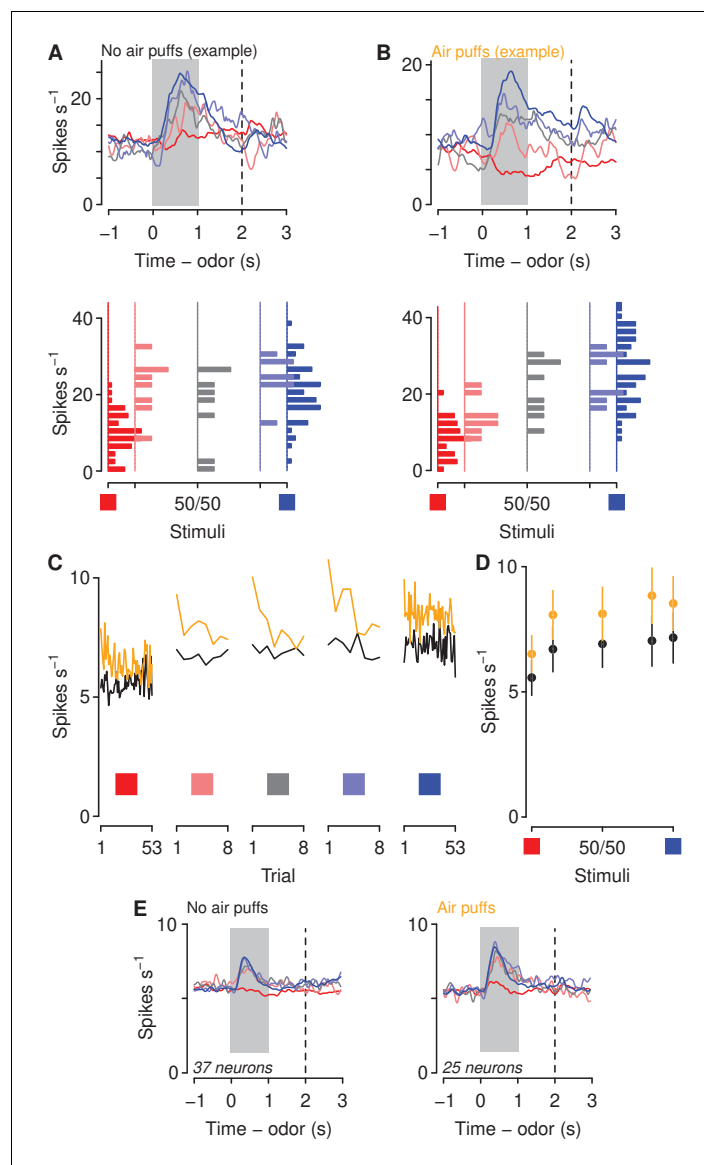 A
No air puffs (example)
Spikes s⁻¹
0
10
20
−1 0 1 2 3
Time − odor (s)
B
Air puffs (example)
0
10
20
−1 0 1 2 3
Time − odor (s)
Spikes s⁻¹
0
20
40
50/50
Stimuli
0
20
40
50/50
Stimuli
C
Spikes s⁻¹
0
5
10
1 53 1 8 1 8 1 8 1 53
Trial
D
Spikes s⁻¹
0
5
10
50/50
Stimuli
E
No air puffs
Spikes s⁻¹
0
5
10
37 neurons
−1 0 1 2 3
Time − odor (s)
Air puffs
0
5
10
25 neurons
−1 0 1 2 3
Time − odor (s)